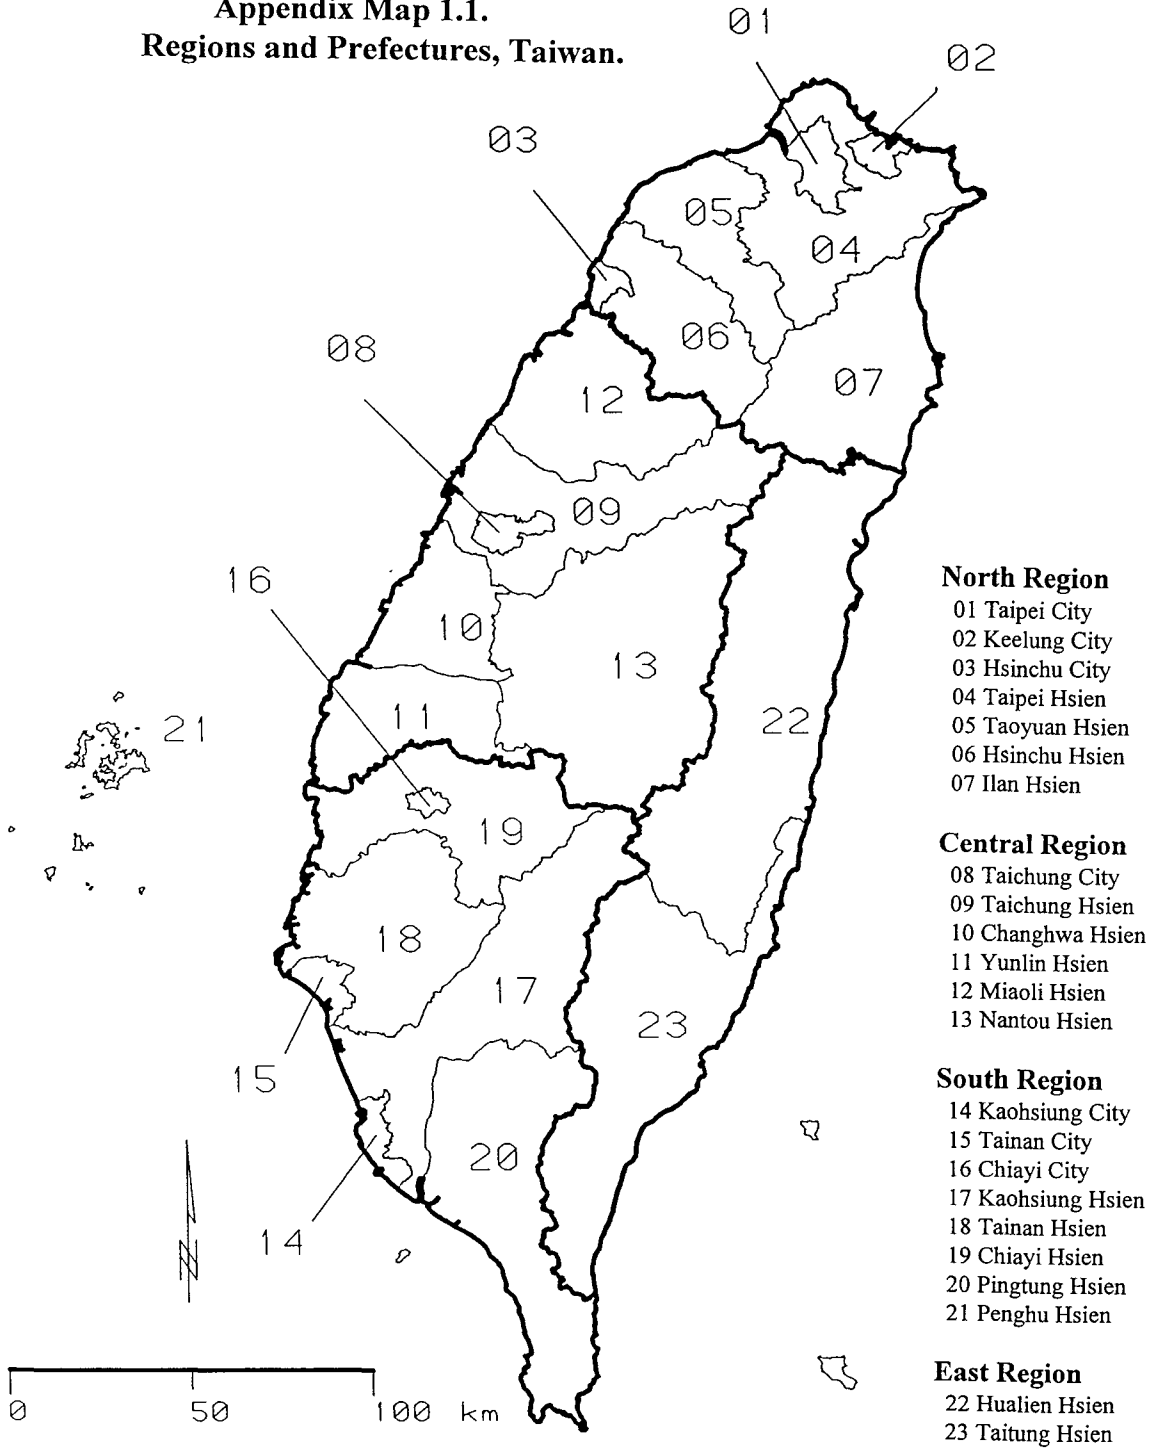 Appendix Map 1.1.
Regions and Prefectures, Taiwan.
01
02
03
05
04
06
08
07
12
09
16
10
13
11
21
22
19
18
17
23
15
20
14
N
0 50 100 km
North Region
01 Taipei City
02 Keelung City
03 Hsinchu City
04 Taipei Hsien
05 Taoyuan Hsien
06 Hsinchu Hsien
07 Ilan Hsien
Central Region
08 Taichung City
09 Taichung Hsien
10 Changhwa Hsien
11 Yunlin Hsien
12 Miaoli Hsien
13 Nantou Hsien
South Region
14 Kaohsiung City
15 Tainan City
16 Chiayi City
17 Kaohsiung Hsien
18 Tainan Hsien
19 Chiayi Hsien
20 Pingtung Hsien
21 Penghu Hsien
East Region
22 Hualien Hsien
23 Taitung Hsien